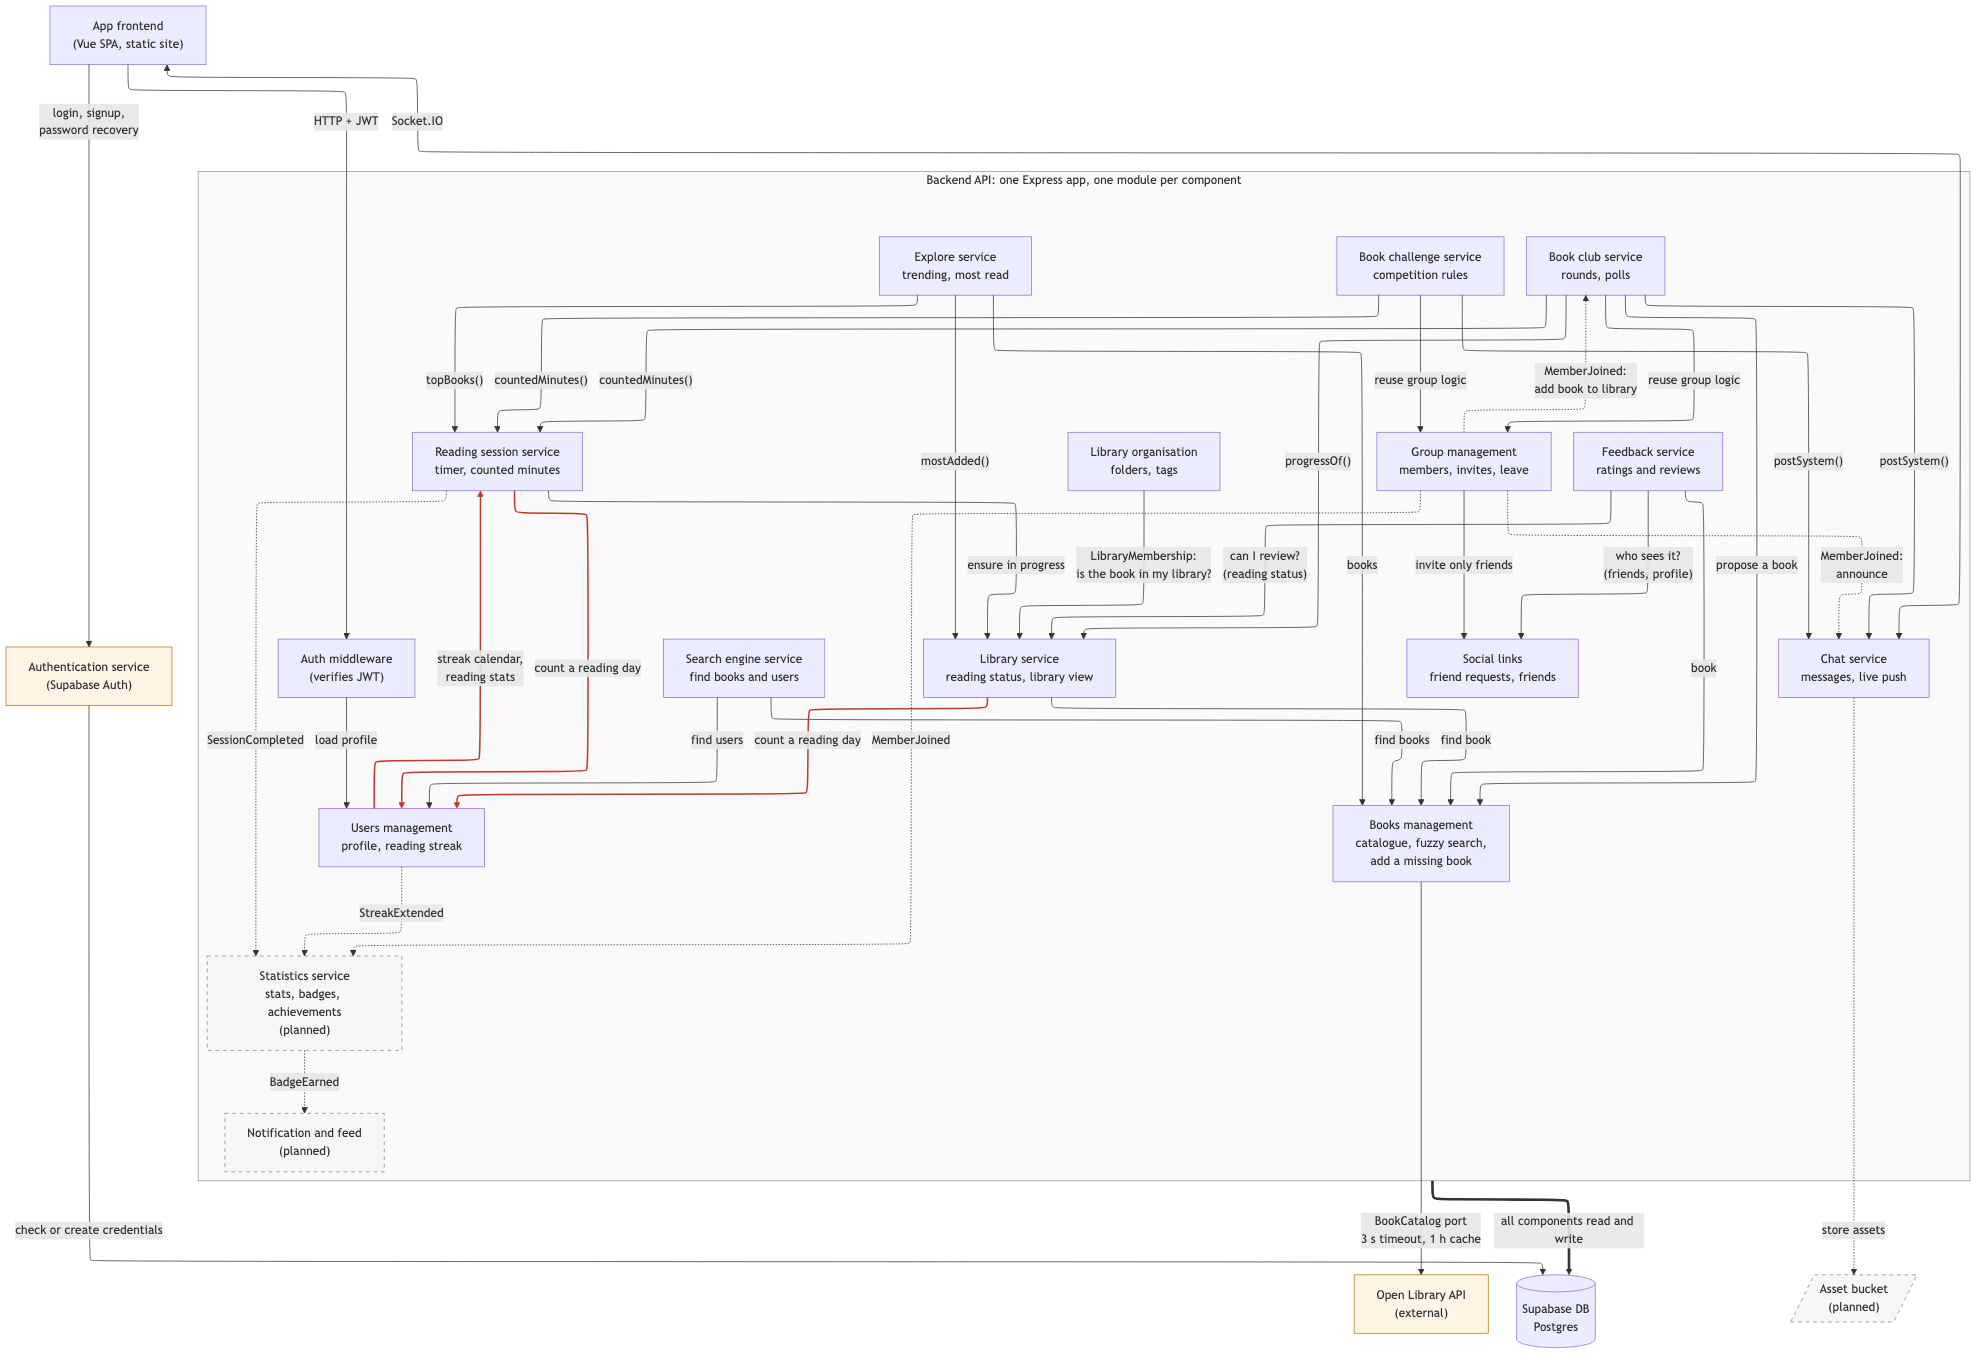 App frontend
(Vue SPA, static site)
login, signup,
password recovery
HTTP + JWT
Socket.IO
Backend API: one Express app, one module per component
Explore service
trending, most read
Book challenge service
competition rules
Book club service
rounds, polls
topBooks()
countedMinutes()
countedMinutes()
reuse group logic
MemberJoined:
add book to library
reuse group logic
Reading session service
timer, counted minutes
mostAdded()
Library organisation
folders, tags
progressOf()
Group management
members, invites, leave
Feedback service
ratings and reviews
postSystem()
postSystem()
ensure in progress
LibraryMembership:
is the book in my library?
can I review?
(reading status)
books
invite only friends
who sees it?
(friends, profile)
propose a book
MemberJoined:
announce
Authentication service
(Supabase Auth)
Auth middleware
(verifies JWT)
streak calendar,
reading stats
count a reading day
Search engine service
find books and users
Library service
reading status, library view
Social links
friend requests, friends
book
Chat service
messages, live push
SessionCompleted
load profile
find users
count a reading day
MemberJoined
find books
find book
Users management
profile, reading streak
Books management
catalogue, fuzzy search,
add a missing book
StreakExtended
Statistics service
stats, badges,
achievements
(planned)
BadgeEarned
Notification and feed
(planned)
check or create credentials
BookCatalog port
3 s timeout, 1 h cache
all components read and
write
store assets
Open Library API
(external)
Supabase DB
Postgres
Asset bucket
(planned)